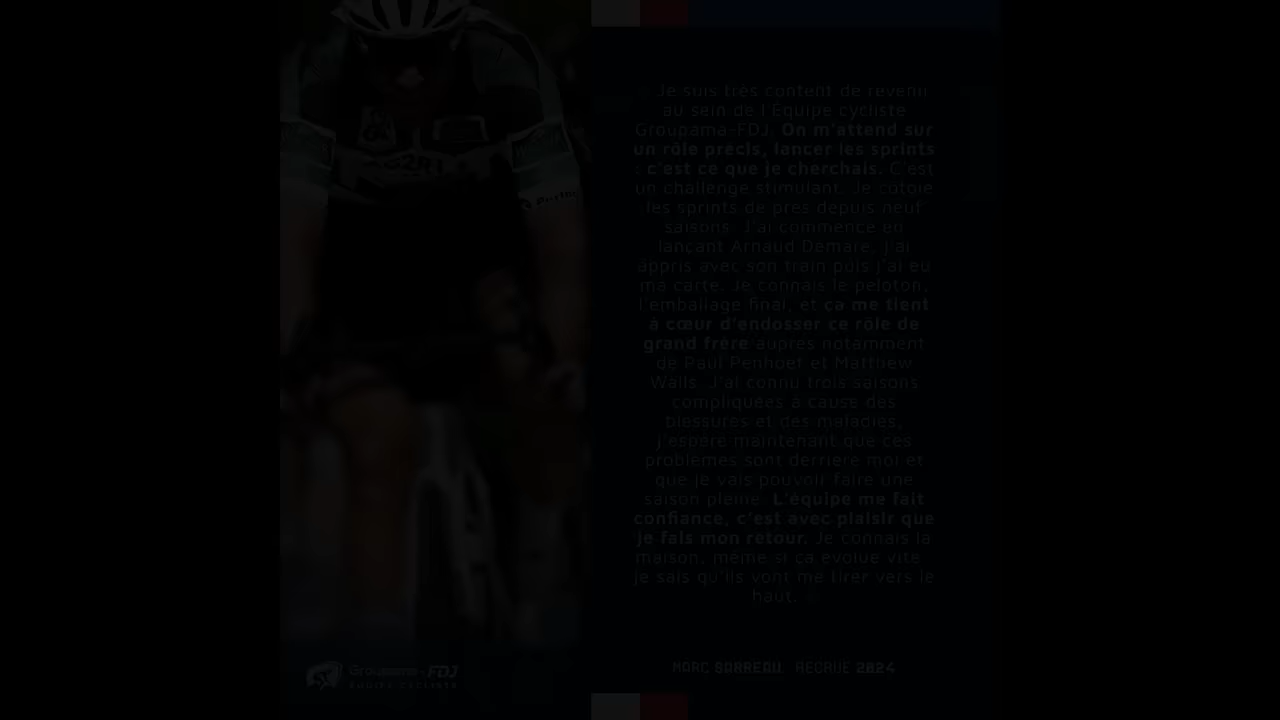 Je suis très content de revenir
au sein de l'Équipe cycliste
Groupama-FDJ. On m'attend sur
un rôle précis, lancer les sprints
: c'est ce que je cherchais. C'est
un challenge stimulant. Je côtoie
les sprints de près depuis neuf
saisons. J'ai commencé en
lançant Arnaud Démare. J'ai
appris avec son train puis j'ai eu
ma carte. Je connais le peloton,
l'emballage final, et ça me tient
à cœur d'endosser ce rôle de
grand frère auprès notamment
de Paul Penhoët et Matthew
Walls. J'ai connu trois saisons
compliquées à cause des
blessures et des maladies,
j'espère maintenant que ces
problèmes sont derrière moi et
que je vais pouvoir faire une
saison pleine. L'équipe me fait
confiance, c'est avec plaisir que
je fais mon retour. Je connais la
maison, même si ça évolue vite
je sais qu'ils vont me tirer vers le
haut.
MARC SARREAU RECRUE 2024
Groupama-FDJ
ÉQUIPE CYCLISTE
AG2R LA